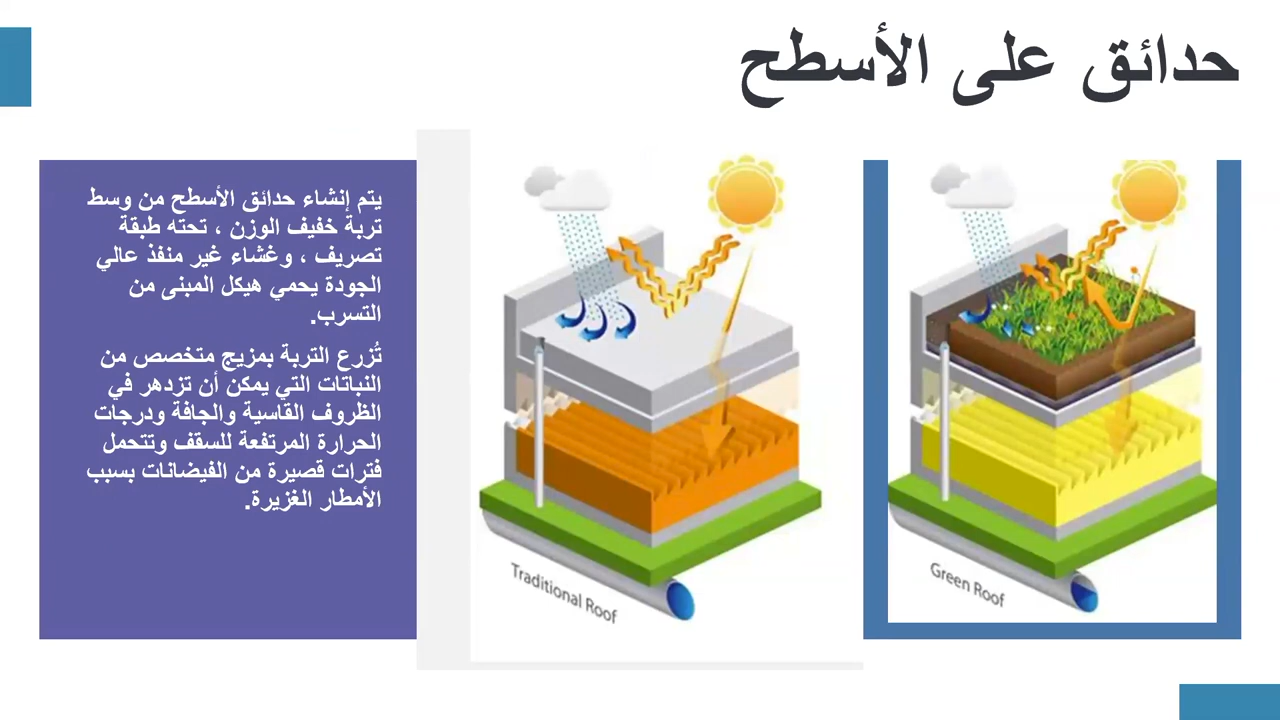 حدائق على الأسطح
يتم إنشاء حدائق الأسطح من وسط
تربة خفيف الوزن ، تحته طبقة
تصريف ، وغشاء غير منفذ عالي
الجودة يحمي هيكل المبنى من
التسرب.
تُزرع التربة بمزيج متخصص من
النباتات التي يمكن أن تزدهر في
الظروف القاسية والجافة ودرجات
الحرارة المرتفعة للسقف وتتحمل
فترات قصيرة من الفيضانات بسبب
الأمطار الغزيرة.
Traditional Roof
Green Roof